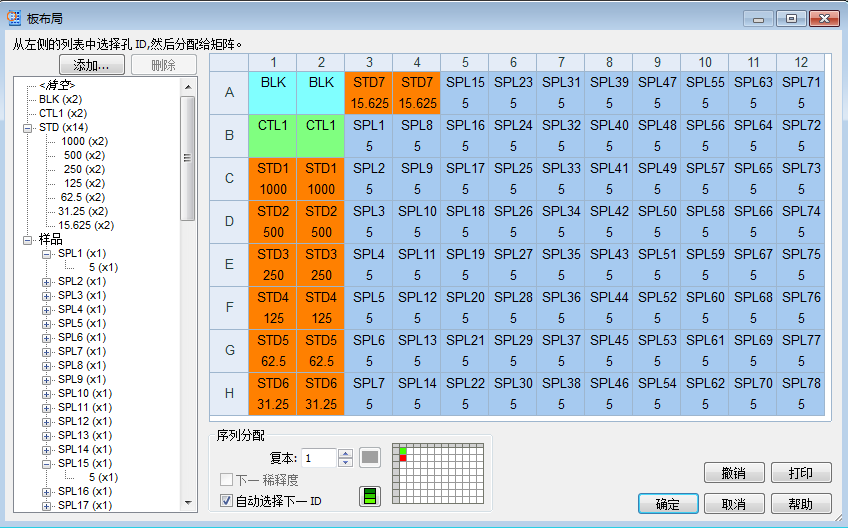 板布局
从左侧的列表中选择孔 ID,然后分配给矩阵。
添加... 删除
<清空>
BLK (x2)
CTL1 (x2)
STD (x14)
1000 (x2)
500 (x2)
250 (x2)
125 (x2)
62.5 (x2)
31.25 (x2)
15.625 (x2)
样品
SPL1 (x1)
5 (x1)
SPL2 (x1)
SPL3 (x1)
SPL4 (x1)
SPL5 (x1)
SPL6 (x1)
SPL7 (x1)
SPL8 (x1)
SPL9 (x1)
SPL10 (x1)
SPL11 (x1)
SPL12 (x1)
SPL13 (x1)
SPL14 (x1)
SPL15 (x1)
5 (x1)
SPL16 (x1)
SPL17 (x1)
1 2 3 4 5 6 7 8 9 10 11 12
A BLK BLK STD7 STD7 SPL15 SPL23 SPL31 SPL39 SPL47 SPL55 SPL63 SPL71
15.625 15.625 5 5 5 5 5 5 5 5
B CTL1 CTL1 SPL1 SPL8 SPL16 SPL24 SPL32 SPL40 SPL48 SPL56 SPL64 SPL72
5 5 5 5 5 5 5 5 5 5
C STD1 STD1 SPL2 SPL9 SPL17 SPL25 SPL33 SPL41 SPL49 SPL57 SPL65 SPL73
1000 1000 5 5 5 5 5 5 5 5 5 5
D STD2 STD2 SPL3 SPL10 SPL18 SPL26 SPL34 SPL42 SPL50 SPL58 SPL66 SPL74
500 500 5 5 5 5 5 5 5 5 5 5
E STD3 STD3 SPL4 SPL11 SPL19 SPL27 SPL35 SPL43 SPL51 SPL59 SPL67 SPL75
250 250 5 5 5 5 5 5 5 5 5 5
F STD4 STD4 SPL5 SPL12 SPL20 SPL28 SPL36 SPL44 SPL52 SPL60 SPL68 SPL76
125 125 5 5 5 5 5 5 5 5 5 5
G STD5 STD5 SPL6 SPL13 SPL21 SPL29 SPL37 SPL45 SPL53 SPL61 SPL69 SPL77
62.5 62.5 5 5 5 5 5 5 5 5 5 5
H STD6 STD6 SPL7 SPL14 SPL22 SPL30 SPL38 SPL46 SPL54 SPL62 SPL70 SPL78
31.25 31.25 5 5 5 5 5 5 5 5 5 5
序列分配
复本: 1
下一 稀释度
自动选择下一 ID
撤销 打印
确定 取消 帮助